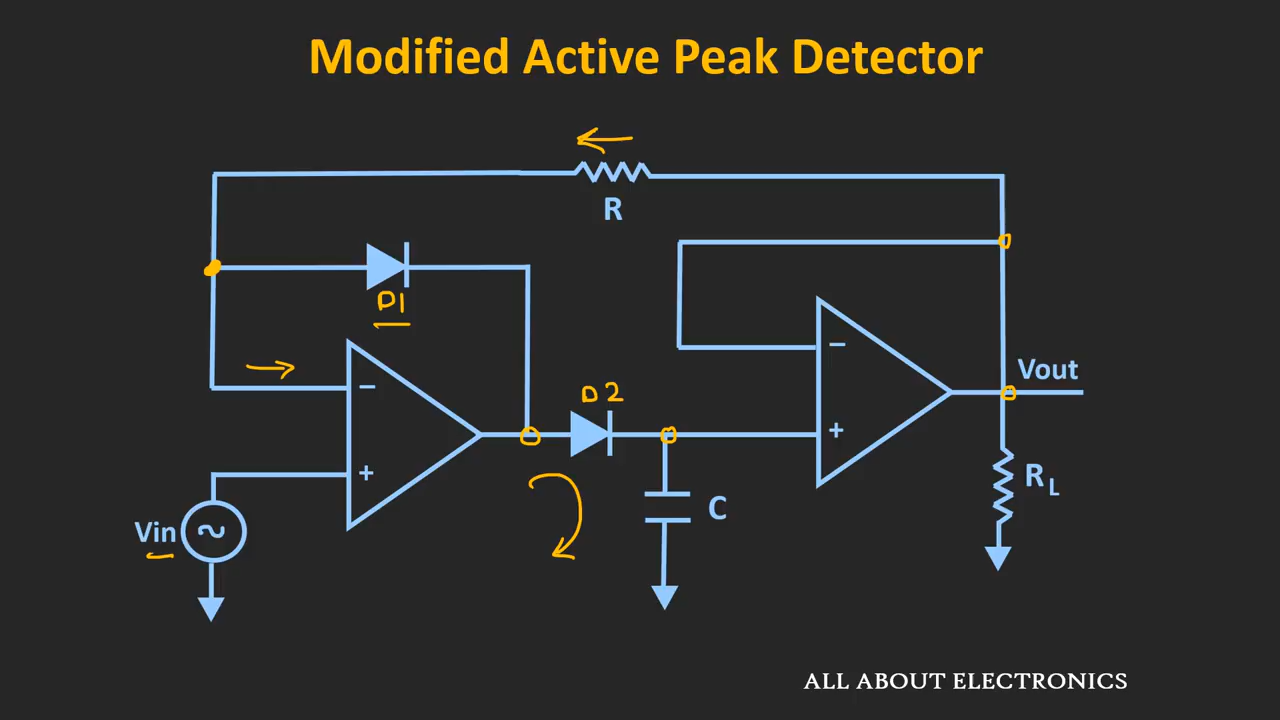 Modified Active Peak Detector
R
D1
−
+
Vin
D2
C
−
+
Vout
RL
ALL ABOUT ELECTRONICS